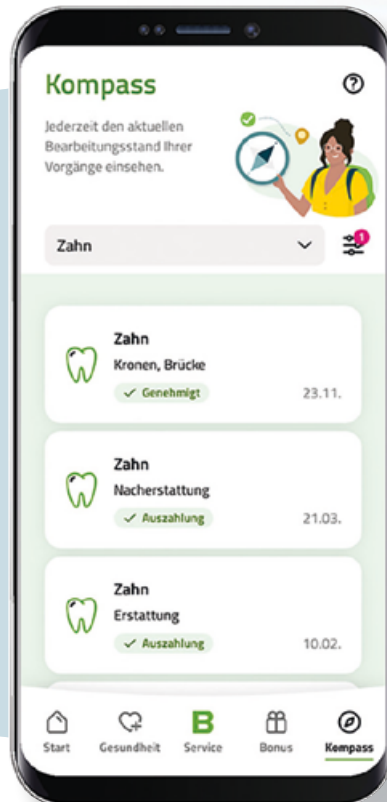 Kompass
Jederzeit den aktuellen
Bearbeitungsstand Ihrer
Vorgänge einsehen.
Zahn
1
Zahn
Kronen, Brücke
Genehmigt
23.11.
Zahn
Nacherstattung
Auszahlung
21.03.
Zahn
Erstattung
Auszahlung
10.02.
Start
Gesundheit
B
Service
Bonus
Kompass